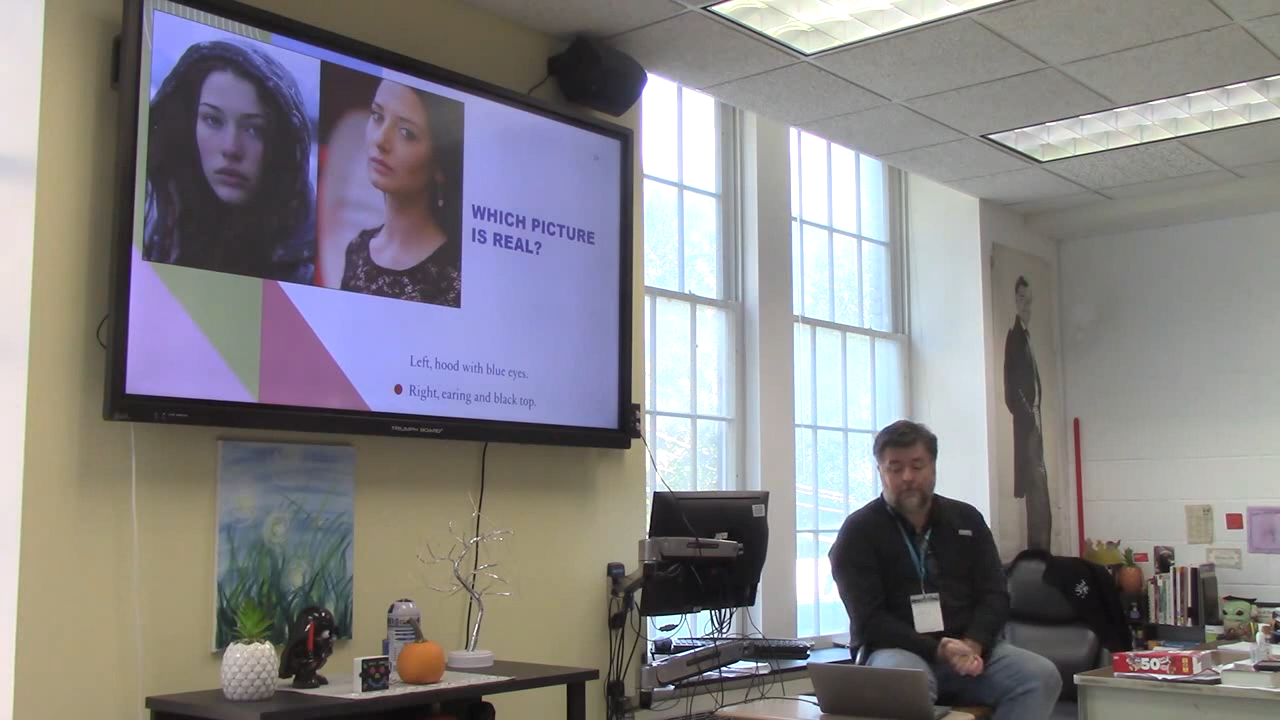 WHICH PICTURE
IS REAL?
Left, hood with blue eyes.
Right, earing and black top.
TRIUMPH BOARD
50